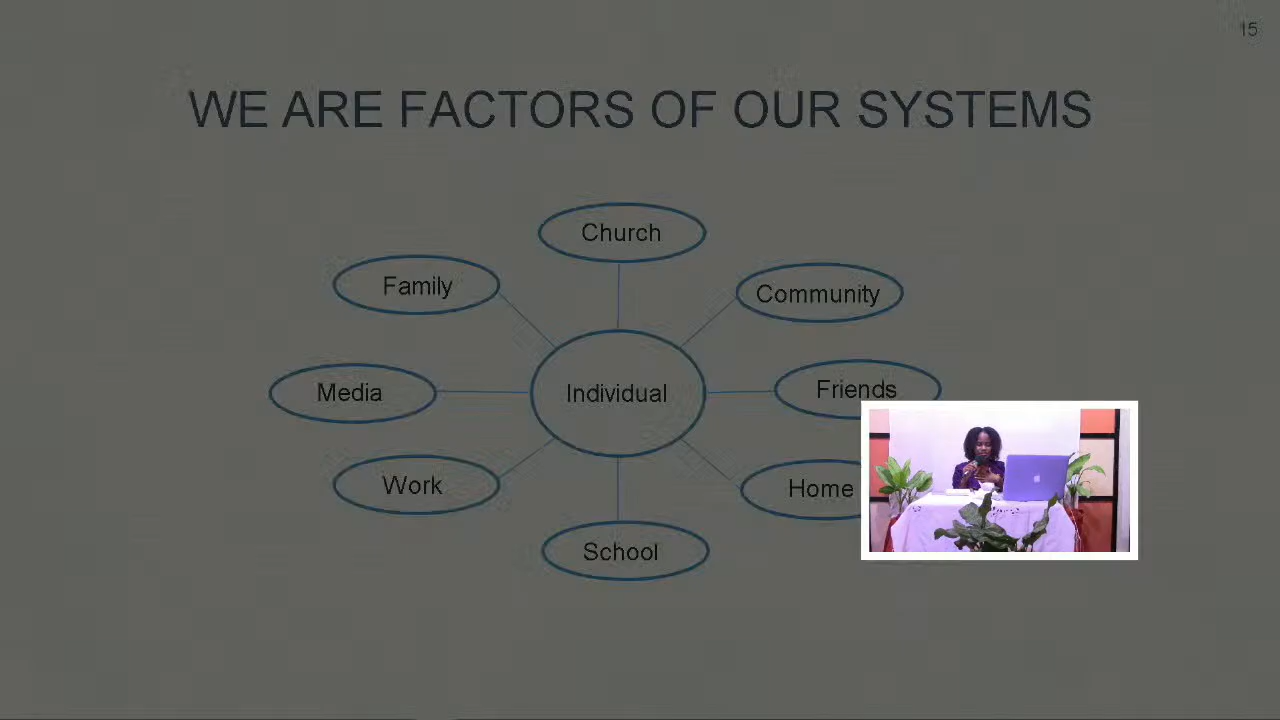 15
WE ARE FACTORS OF OUR SYSTEMS
Church
Family
Community
Media
Individual
Friends
Work
Home
School